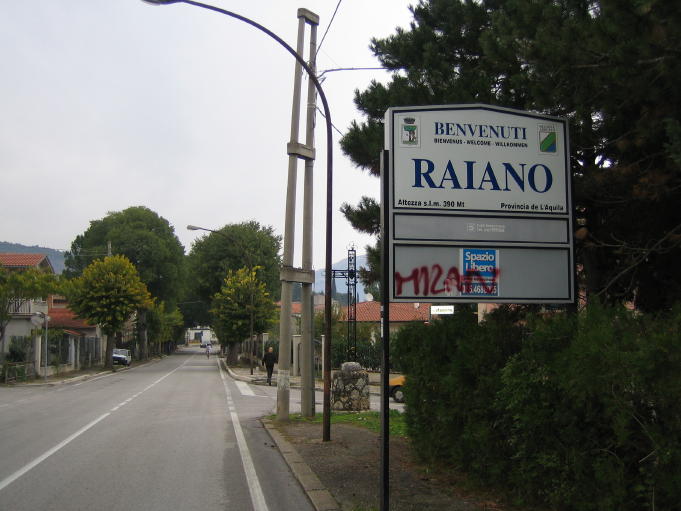 BENVENUTI
BIENVENUS - WELCOME - WILLKOMMEN
RAIANO
Altezza s.l.m. 390 Mt
Provincia de L'Aquila
Spazio
Libero